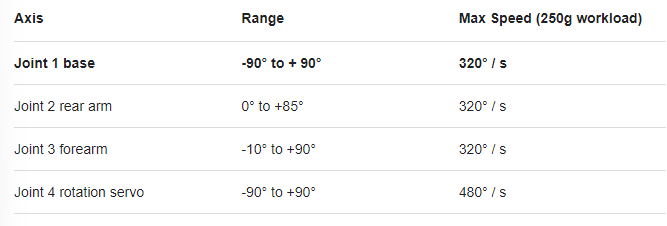 Axis Range Max Speed (250g workload)
Joint 1 base -90° to + 90° 320° / s
Joint 2 rear arm 0° to +85° 320° / s
Joint 3 forearm -10° to +90° 320° / s
Joint 4 rotation servo -90° to +90° 480° / s